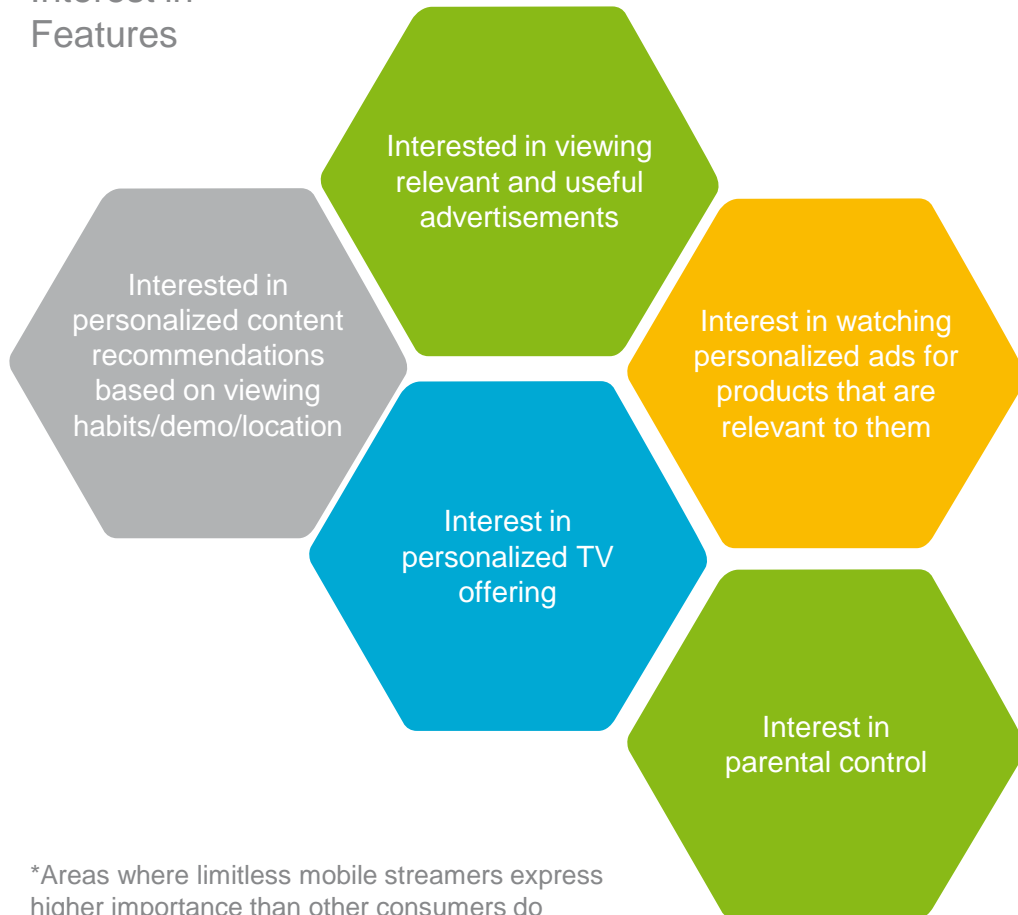 Interest in
Features
Interested in viewing
relevant and useful
advertisements
Interested in
personalized content
recommendations
based on viewing
habits/demo/location
Interest in watching
personalized ads for
products that are
relevant to them
Interest in
personalized TV
offering
Interest in
parental control
*Areas where limitless mobile streamers express
higher importance than other consumers do